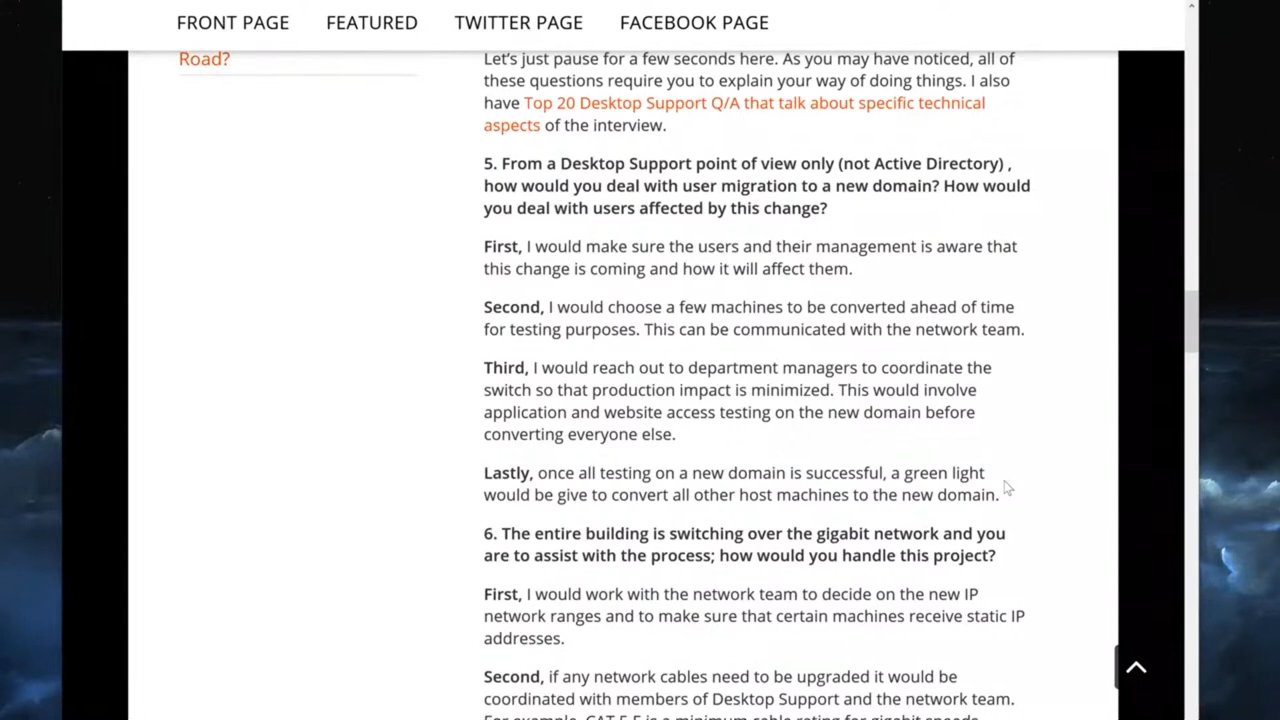 FRONT PAGE FEATURED TWITTER PAGE FACEBOOK PAGE
Road?
Let's just pause for a few seconds here. As you may have noticed, all of
these questions require you to explain your way of doing things. I also
have Top 20 Desktop Support Q/A that talk about specific technical
aspects of the interview.
5. From a Desktop Support point of view only (not Active Directory) ,
how would you deal with user migration to a new domain? How would
you deal with users affected by this change?
First, I would make sure the users and their management is aware that
this change is coming and how it will affect them.
Second, I would choose a few machines to be converted ahead of time
for testing purposes. This can be communicated with the network team.
Third, I would reach out to department managers to coordinate the
switch so that production impact is minimized. This would involve
application and website access testing on the new domain before
converting everyone else.
Lastly, once all testing on a new domain is successful, a green light
would be give to convert all other host machines to the new domain.
6. The entire building is switching over the gigabit network and you
are to assist with the process; how would you handle this project?
First, I would work with the network team to decide on the new IP
network ranges and to make sure that certain machines receive static IP
addresses.
Second, if any network cables need to be upgraded it would be
coordinated with members of Desktop Support and the network team.
For example, CAT 5 E is a minimum cable rating for gigabit speeds.